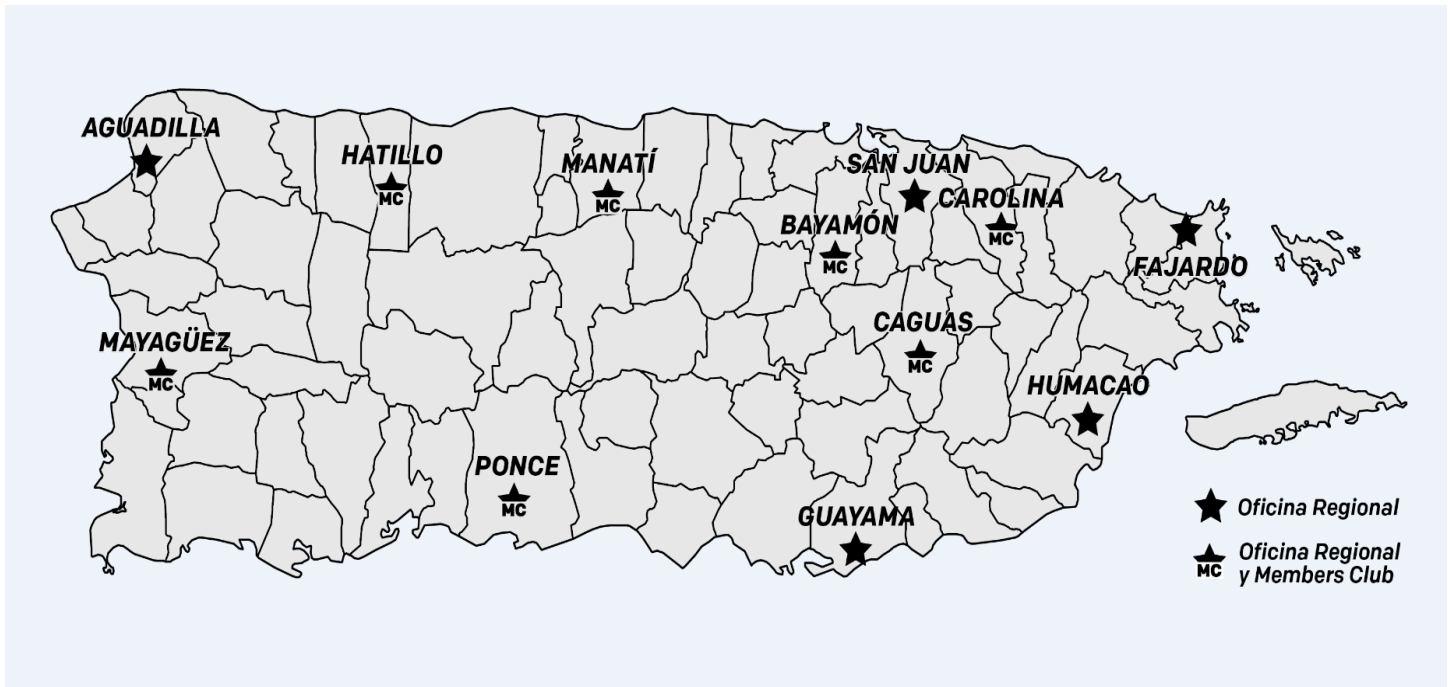 AGUADILLA
HATILLO
MC
MANATÍ
MC
SAN JUAN
CAROLINA
MC
BAYAMÓN
MC
FAJARDO
MAYAGÜEZ
MC
CAGUAS
MC
HUMACAO
PONCE
MC
GUAYAMA
Oficina Regional
MC
Oficina Regional
y Members Club